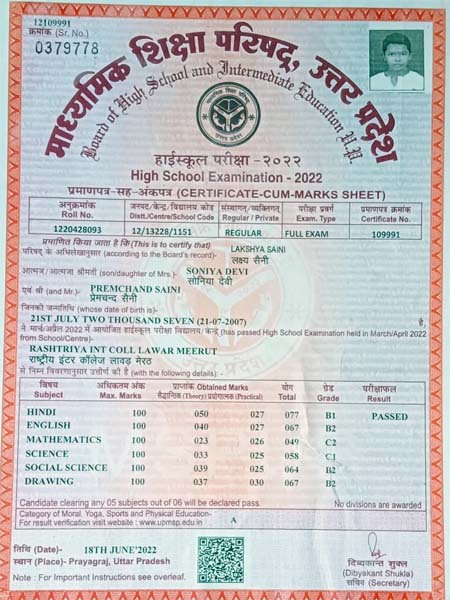 12109991
क्रमांक (Sr. No.)
0379778
माध्यमिक शिक्षा परिषद्, उत्तर प्रदेश
Board of High School and Intermediate Education U.P.
हाईस्कूल परीक्षा - २०२२
High School Examination - 2022
प्रमाणपत्र-सह-अंकपत्र (CERTIFICATE-CUM-MARKS SHEET)
अनुक्रमांक जनपद/केन्द्र/विद्यालय कोड संस्थागत/व्यक्तिगत परीक्षा प्रवर्ग प्रमाणपत्र क्रमांक
Roll No. Distt./Centre/School Code Regular / Private Exam. Type Certificate No.
1220428093 12/13228/1151 REGULAR FULL EXAM 109991
प्रमाणित किया जाता है कि (This is to certify that) LAKSHYA SAINI
परिषद् के अभिलेखानुसार (according to the Board's record)- लक्ष्य सैनी
आत्मज / आत्मजा श्रीमती (son/daughter of Mrs.)- SONIYA DEVI
सोनिया देवी
एवं श्री (and Mr.)- PREMCHAND SAINI
प्रेमचन्द सैनी
जिनकी जन्मतिथि (whose date of birth is)-
21ST JULY TWO THOUSAND SEVEN (21-07-2007) है,
ने मार्च/अप्रैल 2022 में आयोजित हाईस्कूल परीक्षा विद्यालय/केन्द्र (has passed High School Examination held in March/April 2022
from School/Centre)-
RASHTRIYA INT COLL LAWAR MEERUT
राष्ट्रीय इंटर कॉलेज लावड़ मेरठ
से निम्न विवरणानुसार उत्तीर्ण की है (with the following details) -
विषय अधिकतम अंक प्राप्तांक Obtained Marks योग ग्रेड परीक्षाफल
Subject Max. Marks सैद्धान्तिक (Theory) प्रयोगात्मक (Practical) Total Grade Result
HINDI 100 050 027 077 B1 PASSED
ENGLISH 100 040 027 067 B2
MATHEMATICS 100 023 026 049 C2
SCIENCE 100 033 025 058 C1
SOCIAL SCIENCE 100 039 025 064 B2
DRAWING 100 037 030 067 B2
Candidate clearing any 05 subjects out of 06 will be declared pass. No divisions are awarded
Category of Moral, Yoga, Sports and Physical Education- A
For result verification visit website : www.upmsp.edu.in
तिथि (Date)- 18TH JUNE'2022
स्थान (Place)- Prayagraj, Uttar Pradesh
Note : For Important Instructions see overleaf.
दिव्यकान्त शुक्ल
(Dibyakant Shukla)
सचिव (Secretary)